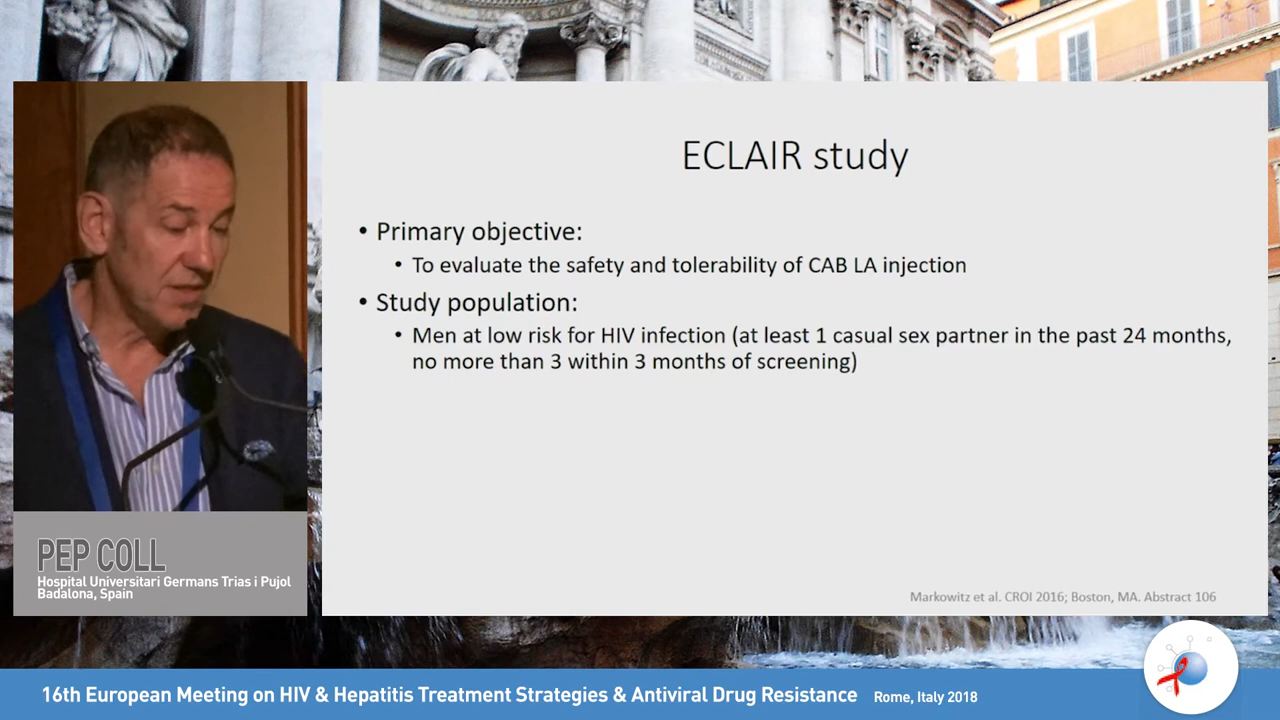 ECLAIR study
• Primary objective:
• To evaluate the safety and tolerability of CAB LA injection
• Study population:
• Men at low risk for HIV infection (at least 1 casual sex partner in the past 24 months,
no more than 3 within 3 months of screening)
Markowitz et al. CROI 2016; Boston, MA. Abstract 106
PEP COLL
Hospital Universitari Germans Trias i Pujol
Badalona, Spain
16th European Meeting on HIV & Hepatitis Treatment Strategies & Antiviral Drug Resistance Rome, Italy 2018